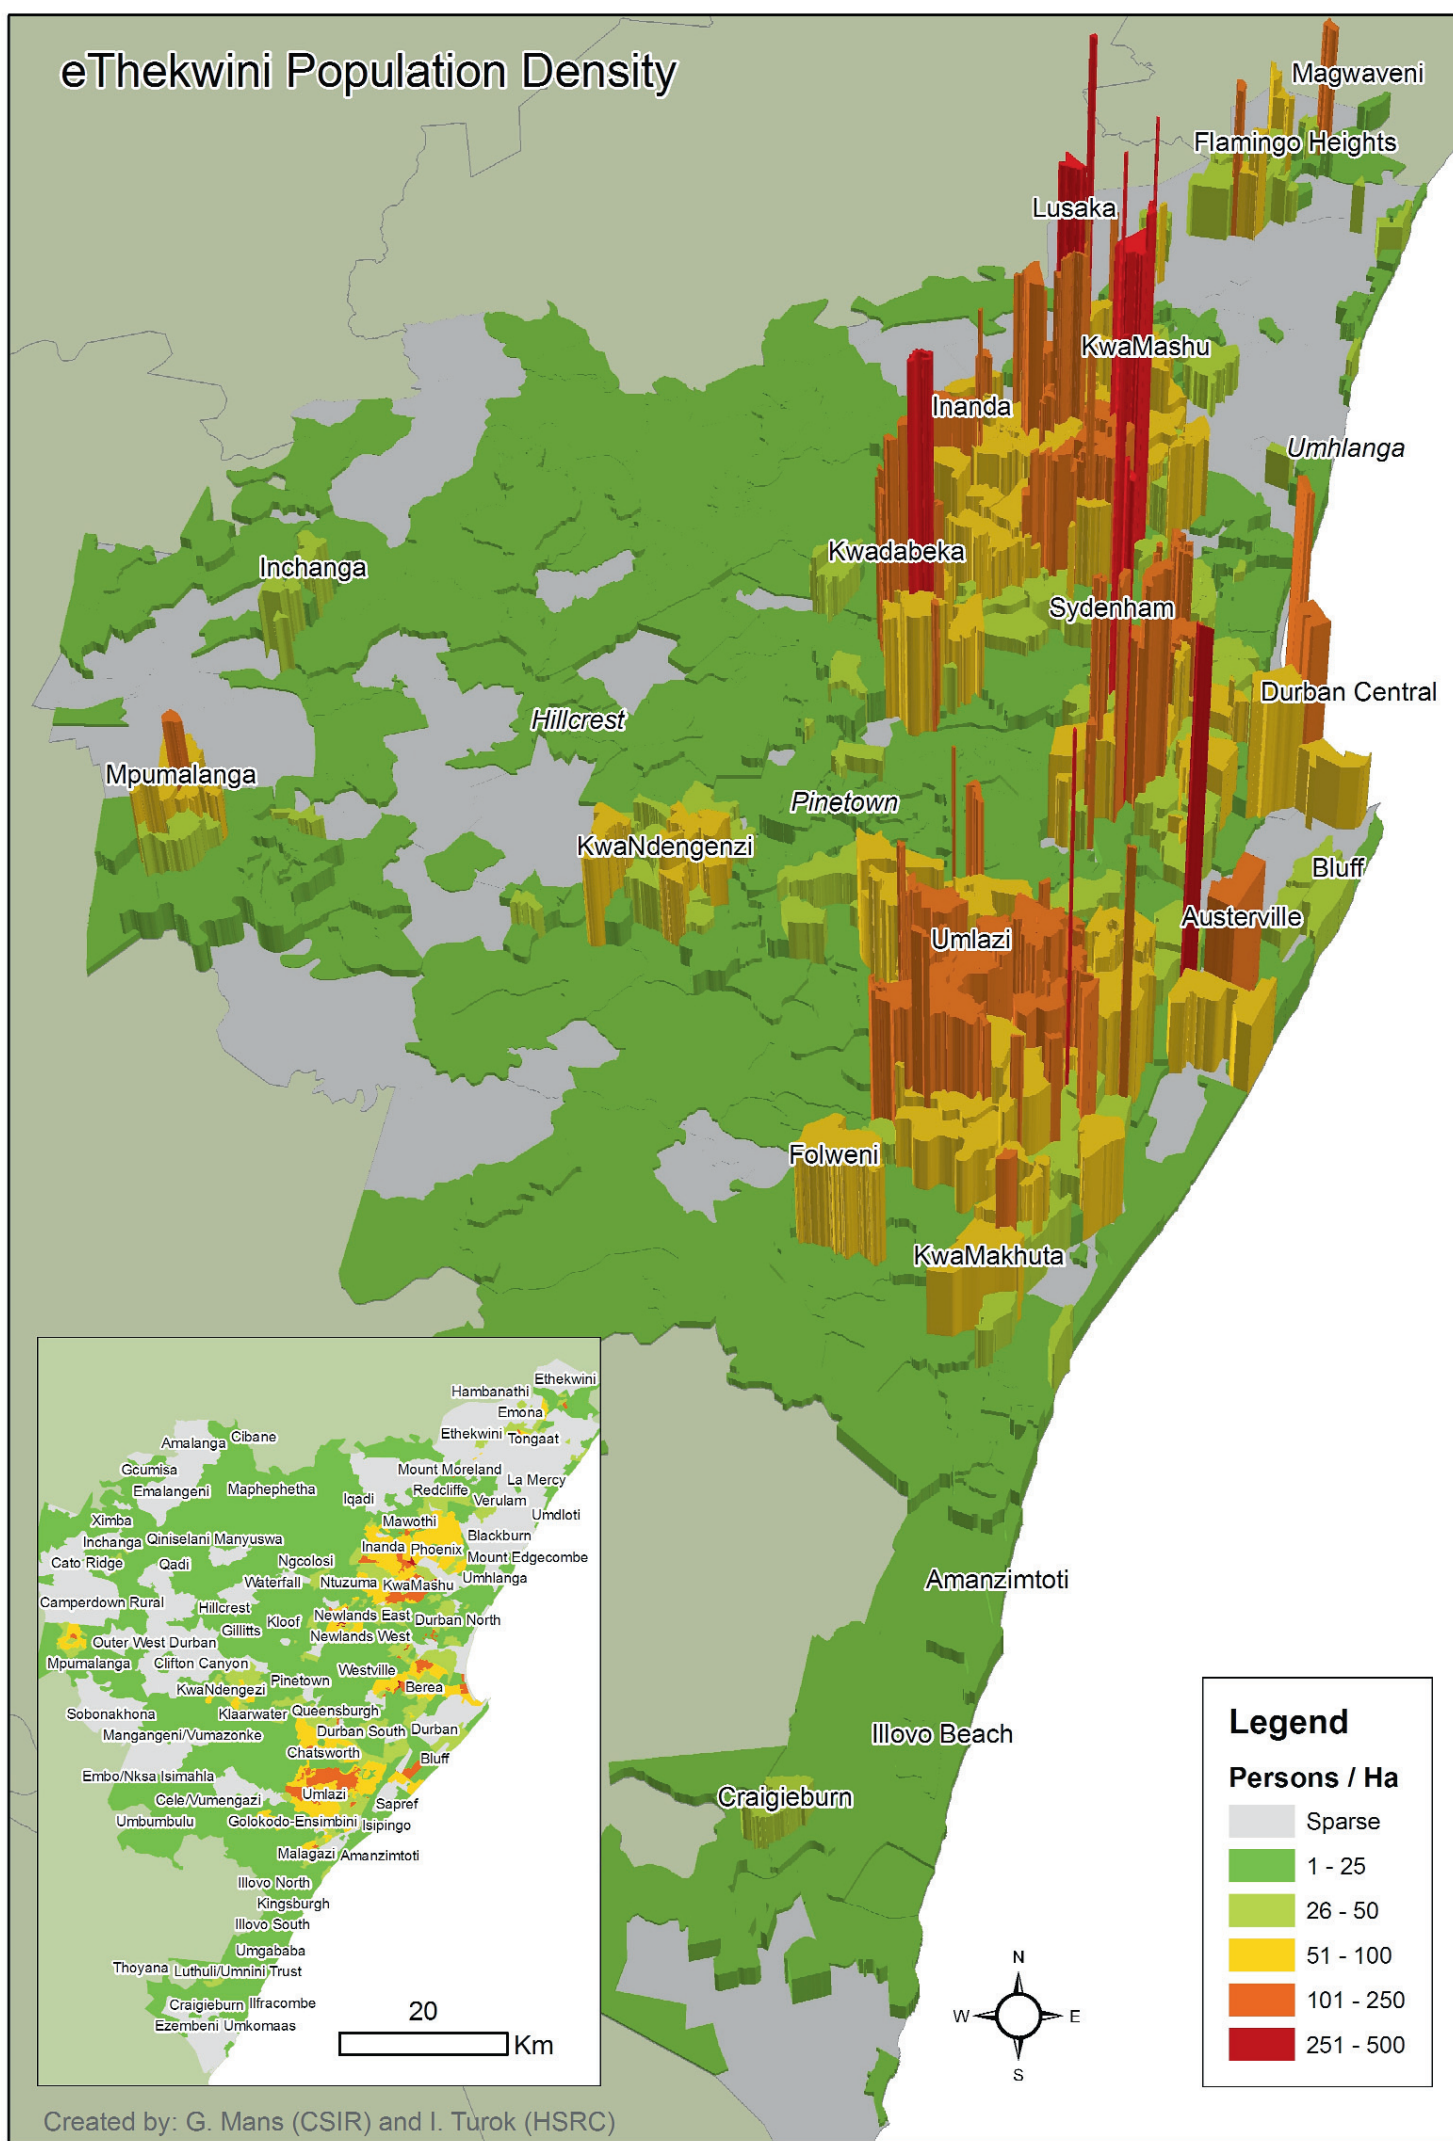 eThekwini Population Density
Magwaveni
Flamingo Heights
Lusaka
KwaMashu
Inanda
Umhlanga
Kwadabeka
Inchanga
Sydenham
Durban Central
Hillcrest
Mpumalanga
Pinetown
KwaNdengenzi
Bluff
Austerville
Umlazi
Folweni
KwaMakhuta
Amanzimtoti
Illovo Beach
Craigieburn
Ethekwini
Hambanathi
Emona
Ethekwini
Tongaat
Cibane
Amalanga
Gcumisa
Mount Moreland
La Mercy
Emalangeni
Maphephetha
Redcliffe
Iqadi
Verulam
Umdloti
Ximba
Mawothi
Blackburn
Inchanga
Qiniselani Manyuswa
Inanda
Phoenix
Mount Edgecombe
Cato Ridge
Qadi
Ngcolosi
Waterfall
Ntuzuma
KwaMashu
Umhlanga
Camperdown Rural
Hillcrest
Newlands East
Durban North
Kloof
Gillitts
Newlands West
Outer West Durban
Mpumalanga
Clifton Canyon
Westville
Pinetown
Berea
KwaNdengezi
Sobonakhona
Klaarwater
Queensburgh
Mangangeni/Vumazonke
Durban South
Durban
Chatsworth
Bluff
Embo/Nksa Isimahla
Cele/Vumengazi
Umlazi
Sapref
Umbumbulu
Golokodo-Ensimbini
Isipingo
Malagazi
Amanzimtoti
Illovo North
Kingsburgh
Illovo South
Umgababa
Thoyana
Luthuli/Umnini Trust
Craigieburn
Ilfracombe
Ezembeni
Umkomaas
20
Km
N
W
E
S
Legend
Persons / Ha
Sparse
1 - 25
26 - 50
51 - 100
101 - 250
251 - 500
Created by: G. Mans (CSIR) and I. Turok (HSRC)